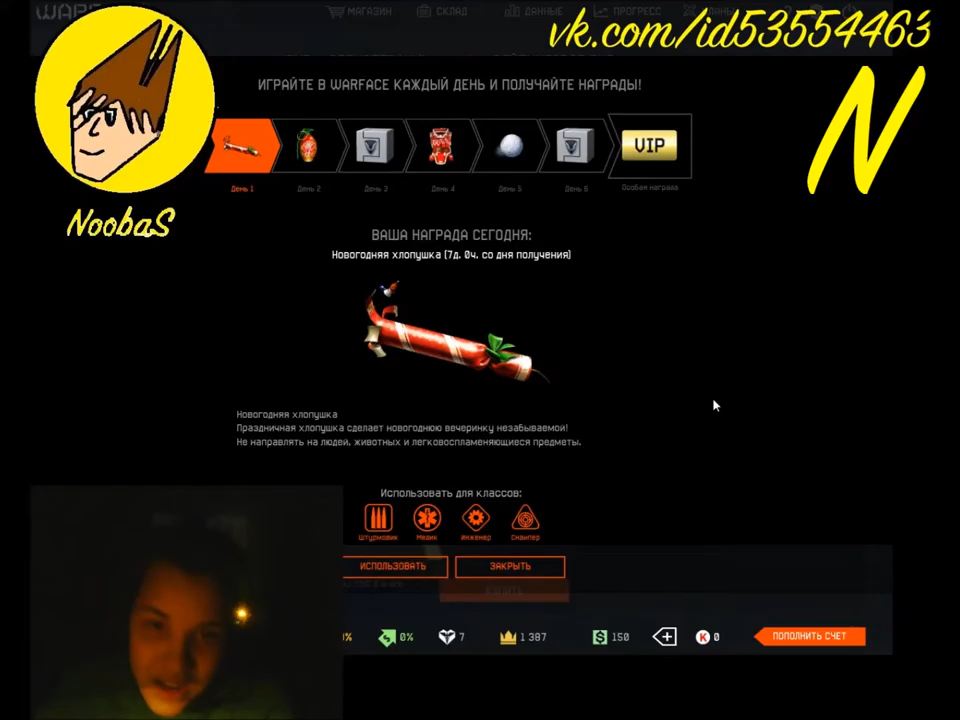 WARF
МАГАЗИН
СКЛАД
ДАННЫЕ
ПРОГРЕСС
vk.com/id53554463
ИГРАЙТЕ В WARFACE КАЖДЫЙ ДЕНЬ И ПОЛУЧАЙТЕ НАГРАДЫ!
N
VIP
День 1
День 2
День 3
День 4
День 5
День 6
Особая награда
NoobaS
ВАША НАГРАДА СЕГОДНЯ:
Новогодняя хлопушка [7д. 0ч. со дня получения]
Новогодняя хлопушка
Праздничная хлопушка сделает новогоднюю вечеринку незабываемой!
Не направлять на людей, животных и легковоспламеняющиеся предметы.
Использовать для классов:
Штурмовик
Медик
Инженер
Снайпер
ИСПОЛЬЗОВАТЬ
ЗАКРЫТЬ
0%
7
1 387
150
K 0
ПОПОЛНИТЬ СЧЕТ